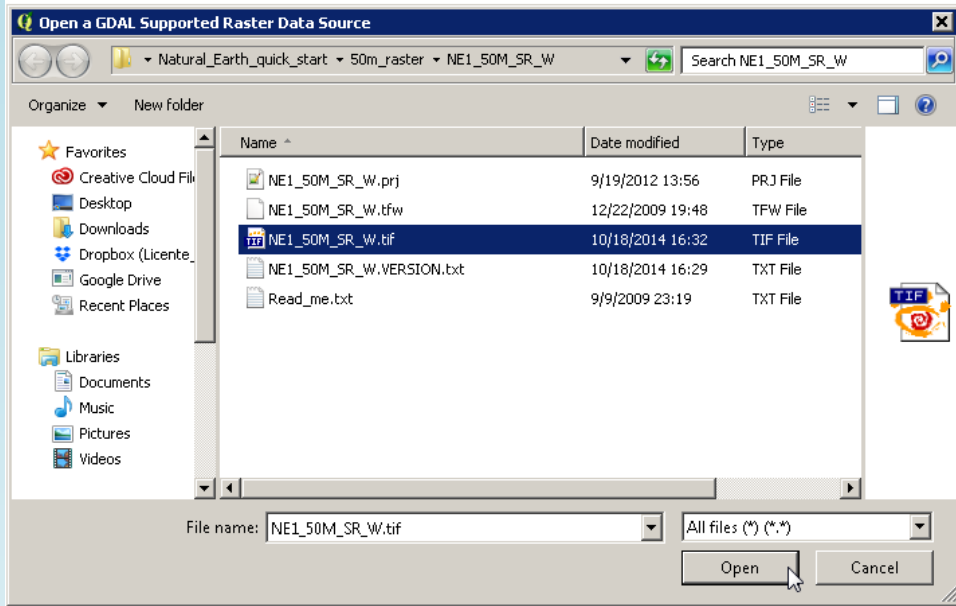 Open a GDAL Supported Raster Data Source
Natural_Earth_quick_start 50m_raster NE1_50M_SR_W
Search NE1_50M_SR_W
Organize New folder
Favorites
Creative Cloud File
Desktop
Downloads
Dropbox (Licente_
Google Drive
Recent Places
Libraries
Documents
Music
Pictures
Videos
Name Date modified Type
NE1_50M_SR_W.prj 9/19/2012 13:56 PRJ File
NE1_50M_SR_W.tfw 12/22/2009 19:48 TFW File
NE1_50M_SR_W.tif 10/18/2014 16:32 TIF File
NE1_50M_SR_W.VERSION.txt 10/18/2014 16:29 TXT File
Read_me.txt 9/9/2009 23:19 TXT File
TIF
File name: NE1_50M_SR_W.tif All files (*) (*.*)
Open Cancel